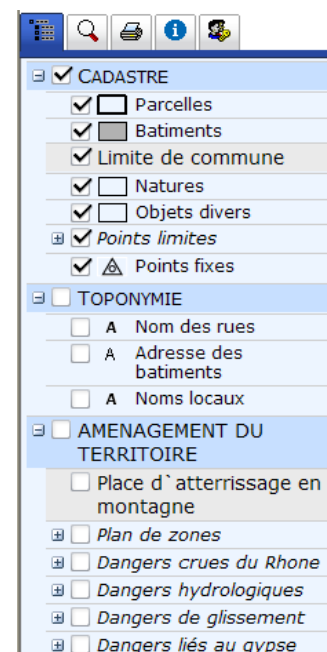 CADASTRE
Parcelles
Batiments
Limite de commune
Natures
Objets divers
Points limites
Points fixes
TOPONYMIE
A Nom des rues
A Adresse des
batiments
A Noms locaux
AMENAGEMENT DU
TERRITOIRE
Place d`atterrissage en
montagne
Plan de zones
Dangers crues du Rhone
Dangers hydrologiques
Dangers de glissement
Dangers liés au gypse